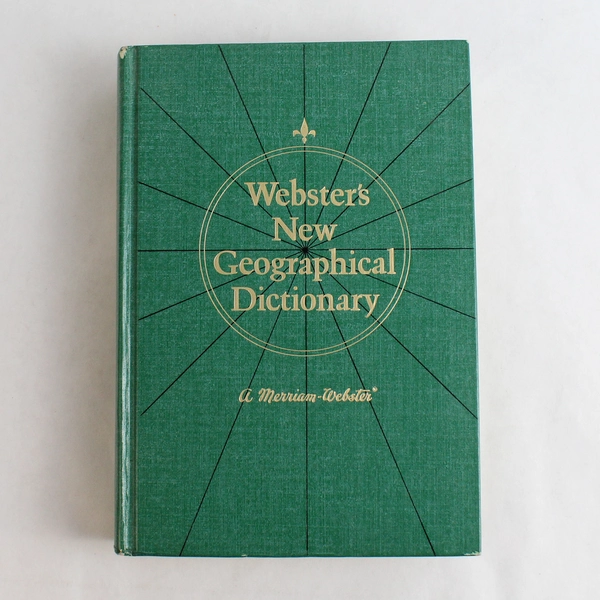 Webster's
New
Geographical
Dictionary
A Merriam-Webster®